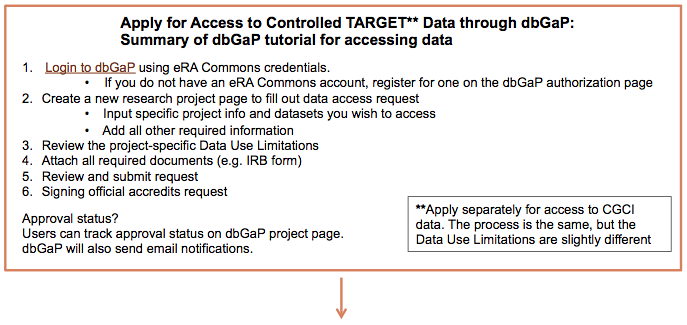 Apply for Access to Controlled TARGET** Data through dbGaP:
Summary of dbGaP tutorial for accessing data
1. Login to dbGaP using eRA Commons credentials.
• If you do not have an eRA Commons account, register for one on the dbGaP authorization page
2. Create a new research project page to fill out data access request
• Input specific project info and datasets you wish to access
• Add all other required information
3. Review the project-specific Data Use Limitations
4. Attach all required documents (e.g. IRB form)
5. Review and submit request
6. Signing official accredits request
Approval status?
Users can track approval status on dbGaP project page.
dbGaP will also send email notifications.
**Apply separately for access to CGCI
data. The process is the same, but the
Data Use Limitations are slightly different